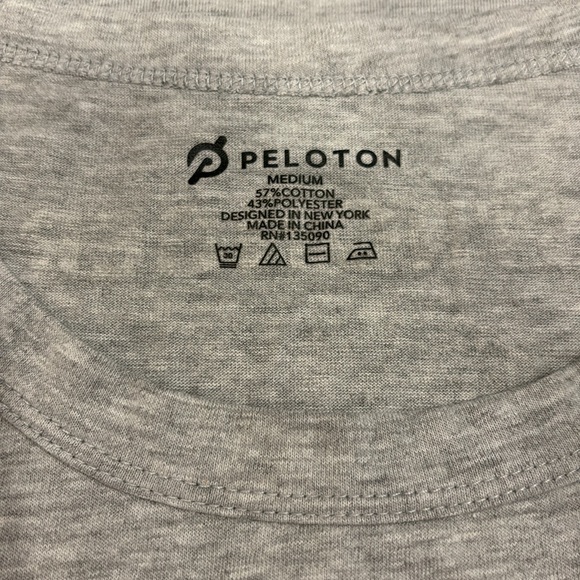 PELOTON
MEDIUM
57%COTTON
43%POLYESTER
DESIGNED IN NEW YORK
MADE IN CHINA
RN#135090
30